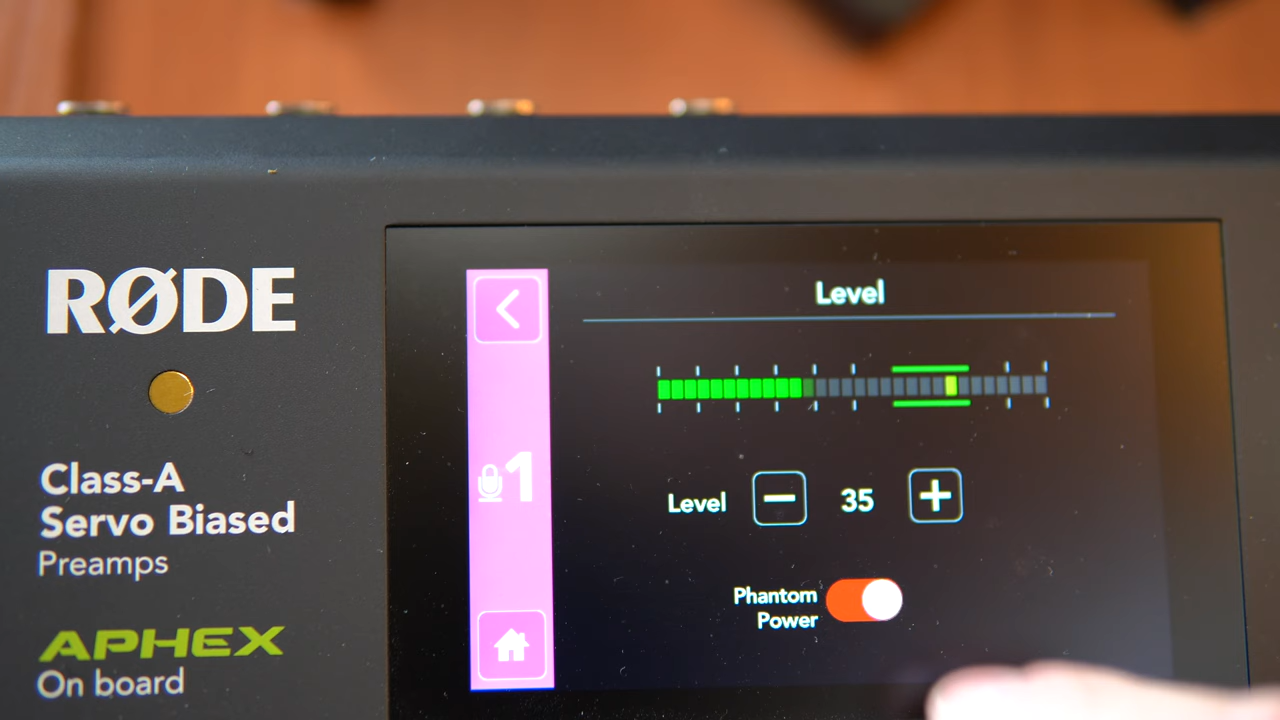 RØDE
Class-A
Servo Biased
Preamps
APHEX
On board
1
Level
Level
35
Phantom
Power